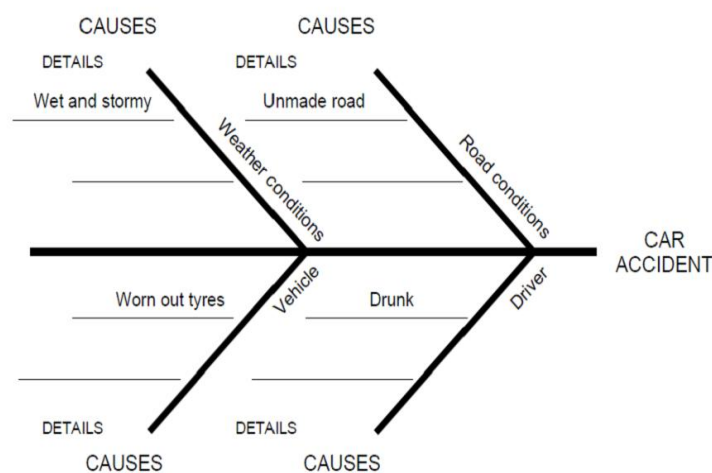 CAUSES
CAUSES
DETAILS
DETAILS
Wet and stormy
Unmade road
Weather conditions
Road conditions
CAR
ACCIDENT
Vehicle
Driver
Worn out tyres
Drunk
DETAILS
DETAILS
CAUSES
CAUSES